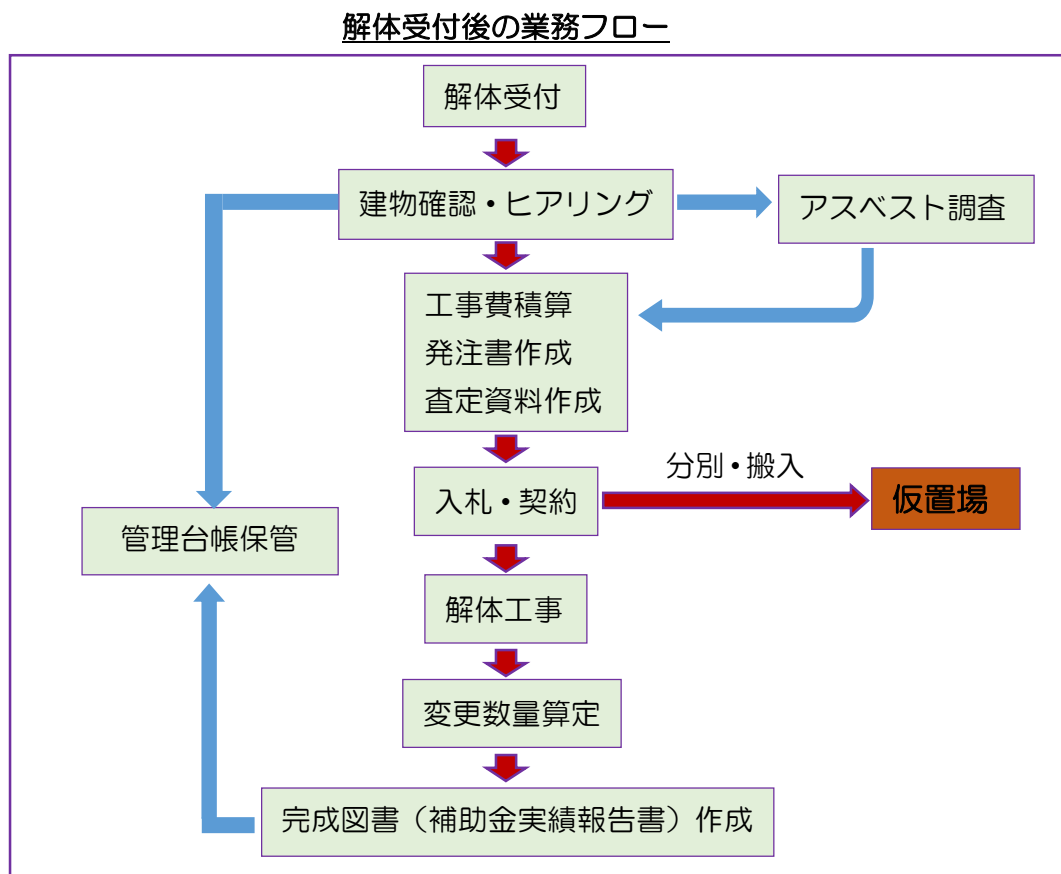 解体受付後の業務フロー
解体受付
建物確認・ヒアリング
アスベスト調査
工事費積算
発注書作成
査定資料作成
分別・搬入
入札・契約
仮置場
管理台帳保管
解体工事
変更数量算定
完成図書（補助金実績報告書）作成